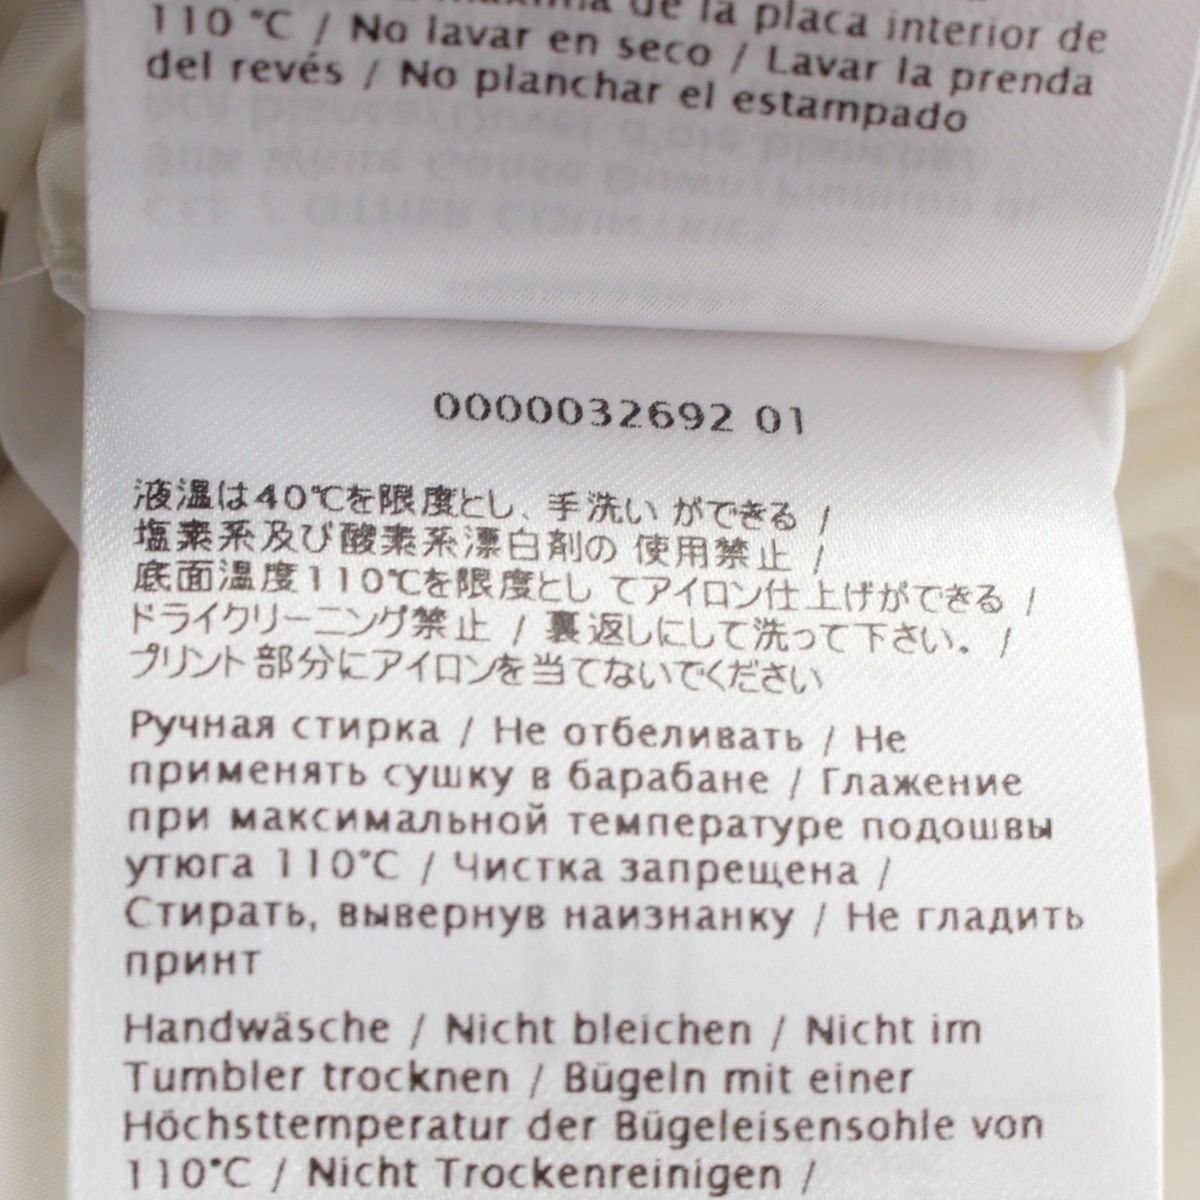 máxima de la placa interior de
110 °C / No lavar en seco / Lavar la prenda
del revés / No planchar el estampado
0000032692 01
液温は40℃を限度とし、手洗い ができる /
塩素系及び酸素系漂白剤の 使用禁止 /
底面温度110℃を限度とし てアイロン仕上げができる /
ドライクリーニング禁止 / 裏返しにして洗って下さい。 /
プリント部分にアイロンを当てないでください
Ручная стирка / Не отбеливать / Не
применять сушку в барабане / Глажение
при максимальной температуре подошвы
утюга 110°C / Чистка запрещена /
Стирать, вывернув наизнанку / Не гладить
принт
Handwäsche / Nicht bleichen / Nicht im
Tumbler trocknen / Bügeln mit einer
Höchsttemperatur der Bügeleisensohle von
110°C / Nicht Trockenreinigen /